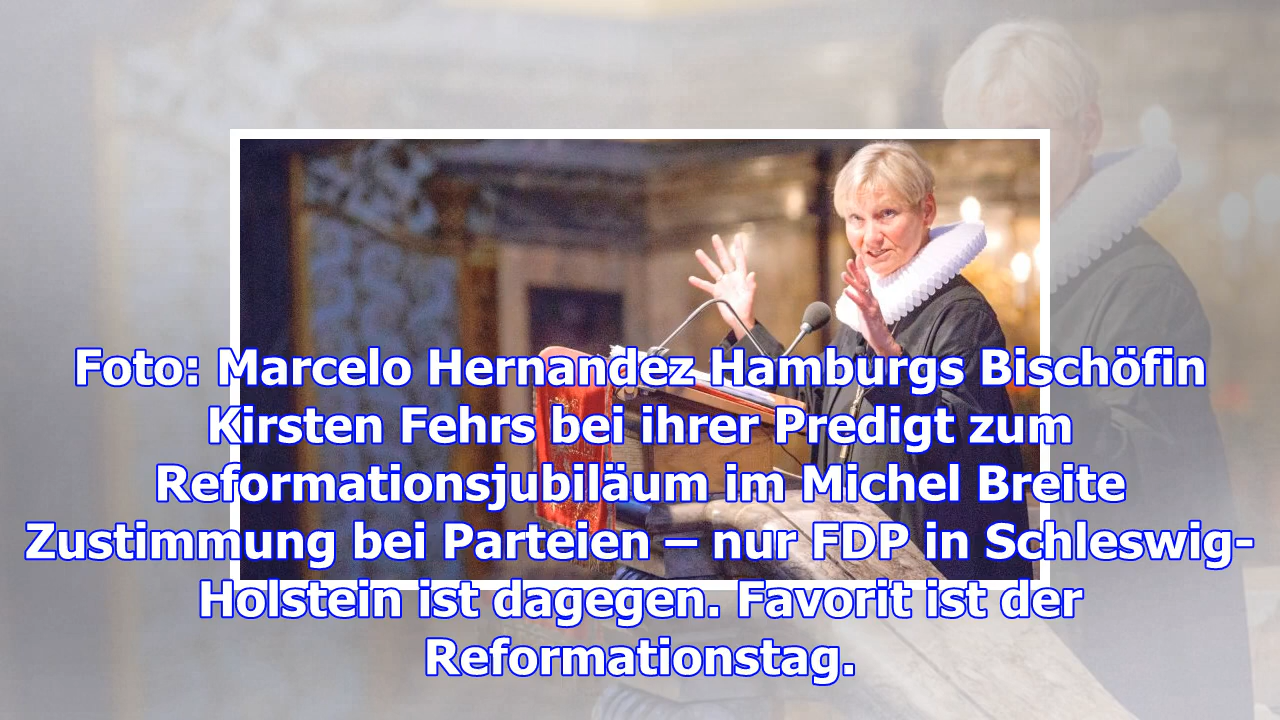 Foto: Marcelo Hernandez Hamburgs Bischöfin
Kirsten Fehrs bei ihrer Predigt zum
Reformationsjubiläum im Michel Breite
Zustimmung bei Parteien – nur FDP in Schleswig-
Holstein ist dagegen. Favorit ist der
Reformationstag.